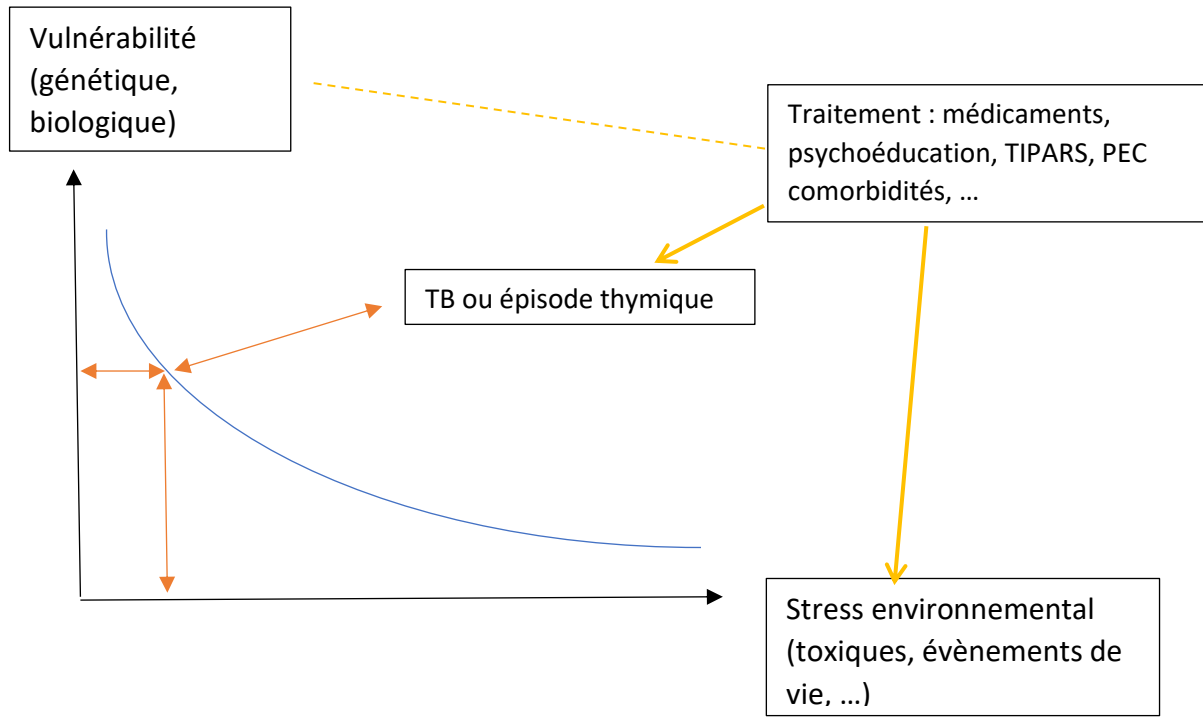 Vulnérabilité
(génétique,
biologique)
Traitement : médicaments,
psychoéducation, TIPARS, PEC
comorbidités, …
TB ou épisode thymique
Stress environnemental
(toxiques, évènements de
vie, …)